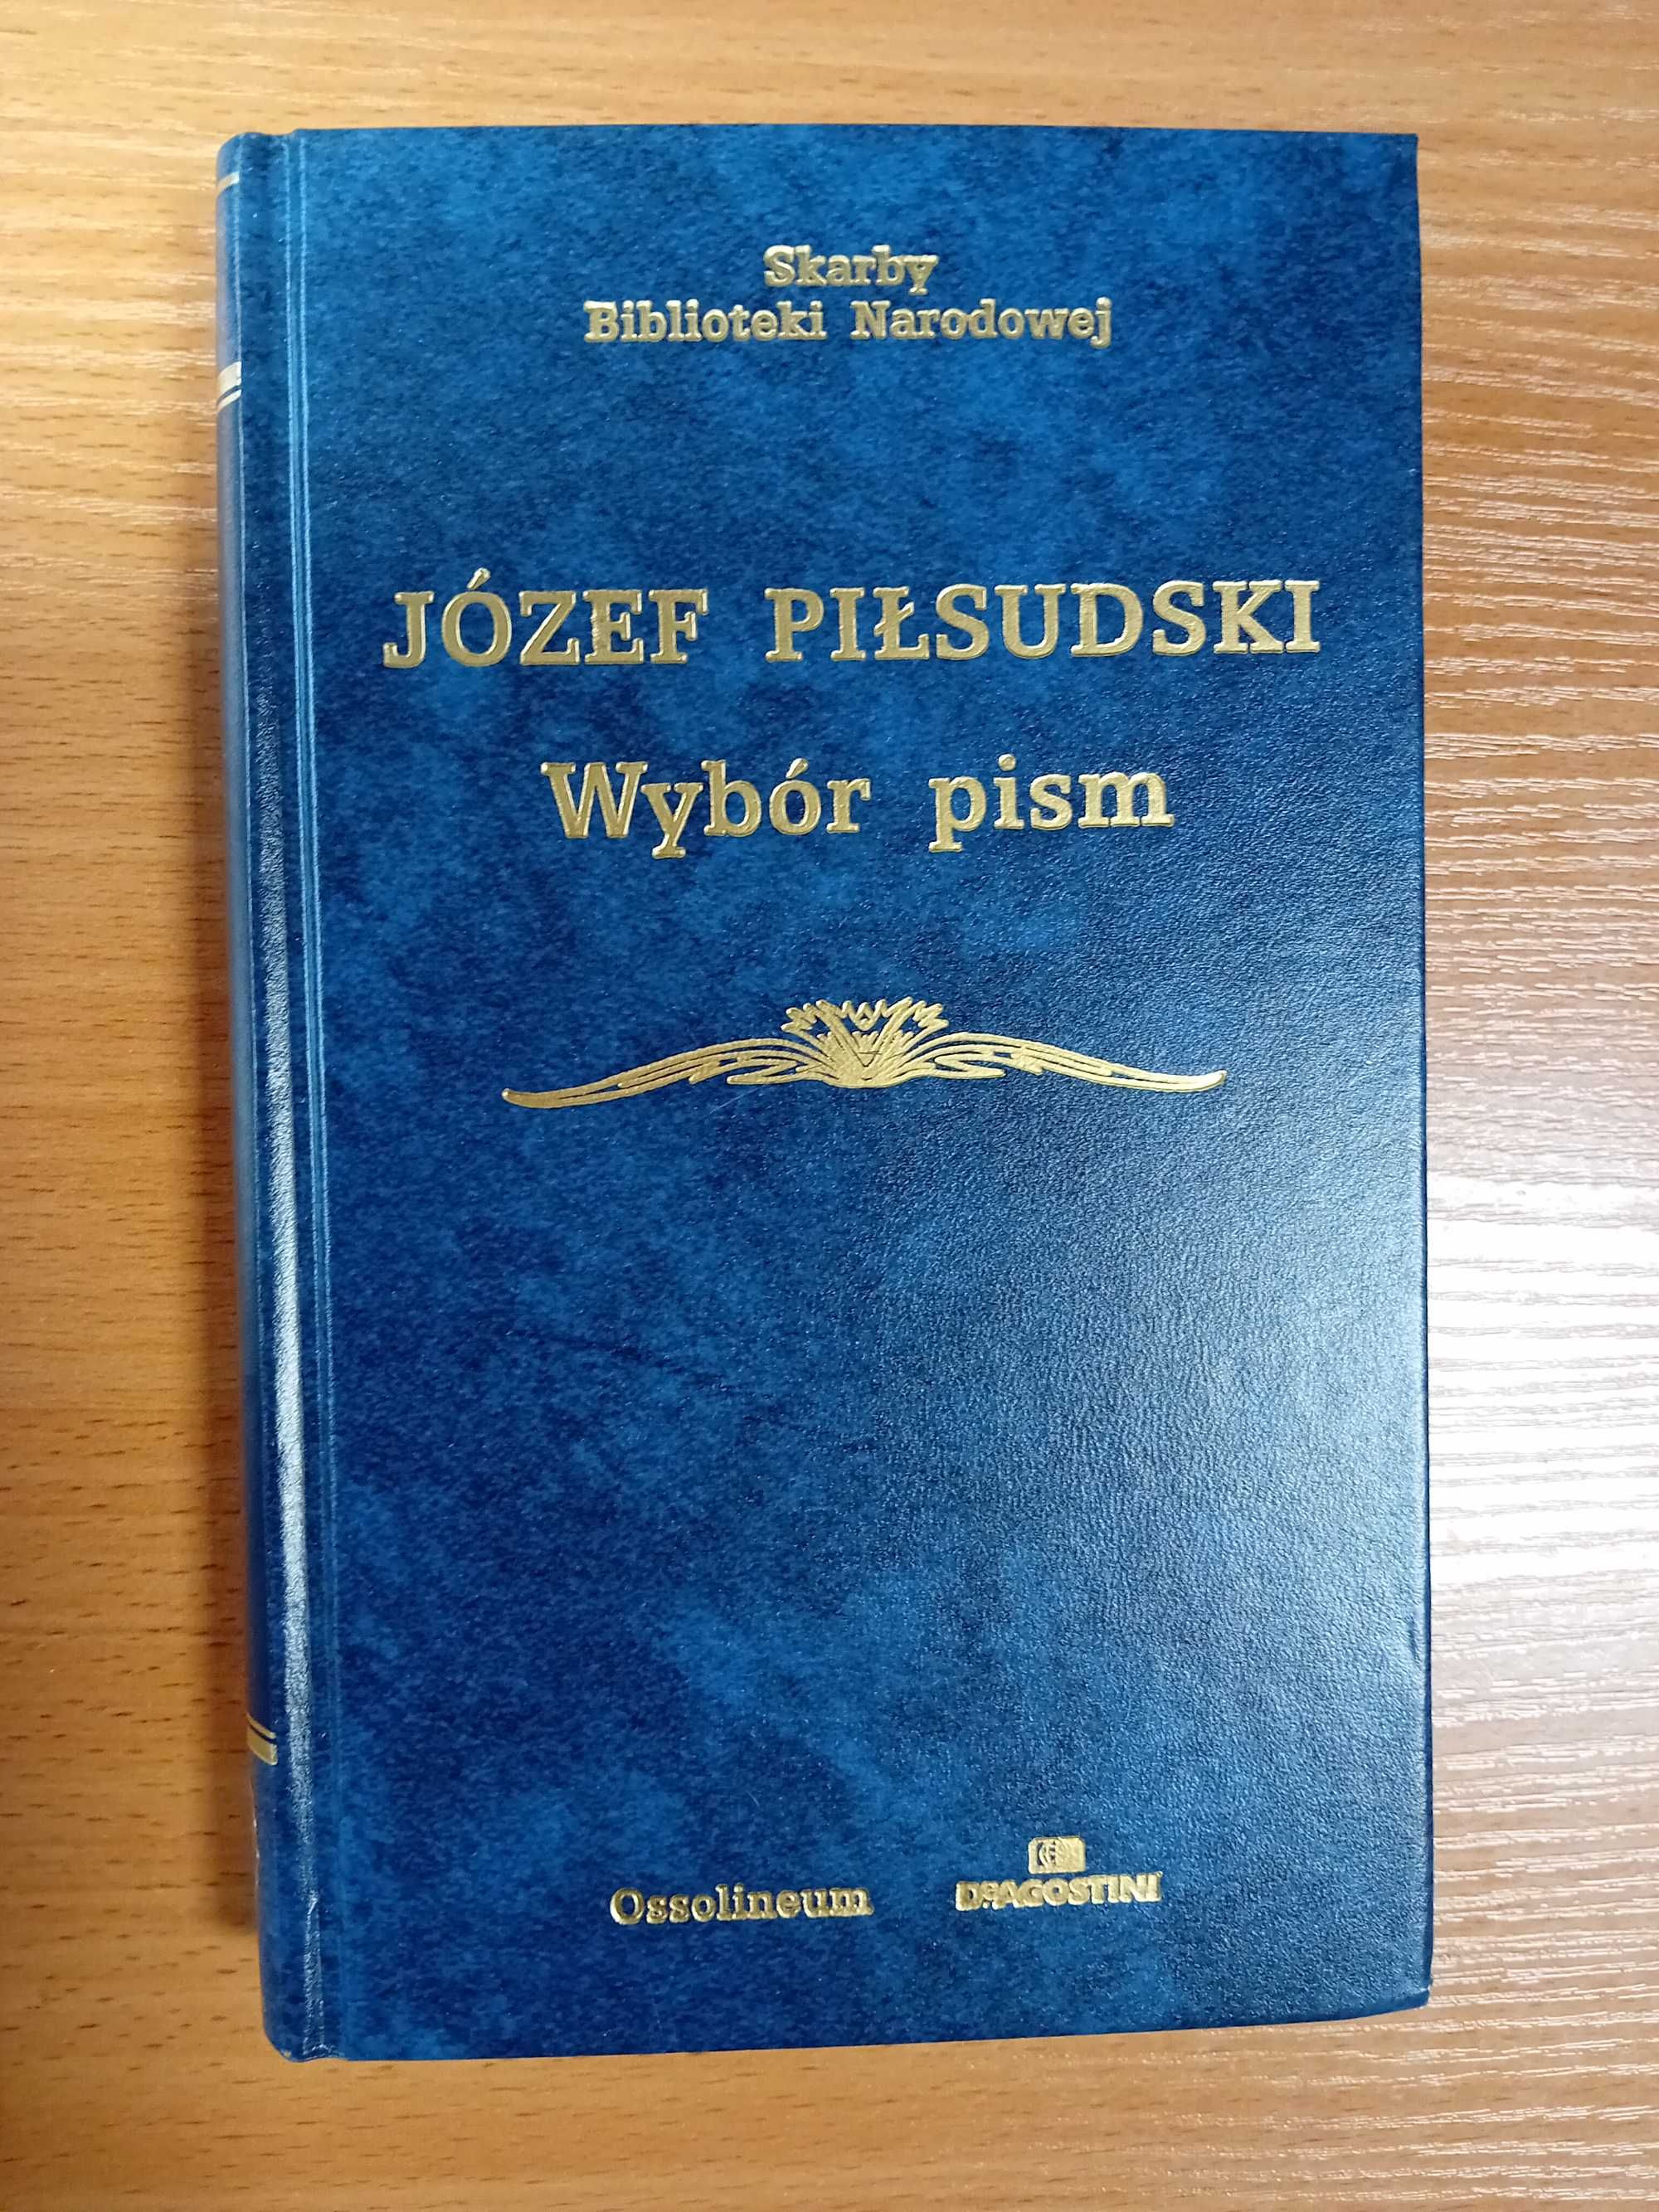 Skarby
Biblioteki Narodowej
JÓZEF PIŁSUDSKI
Wybór pism
Ossolineum
DeAGOSTINI